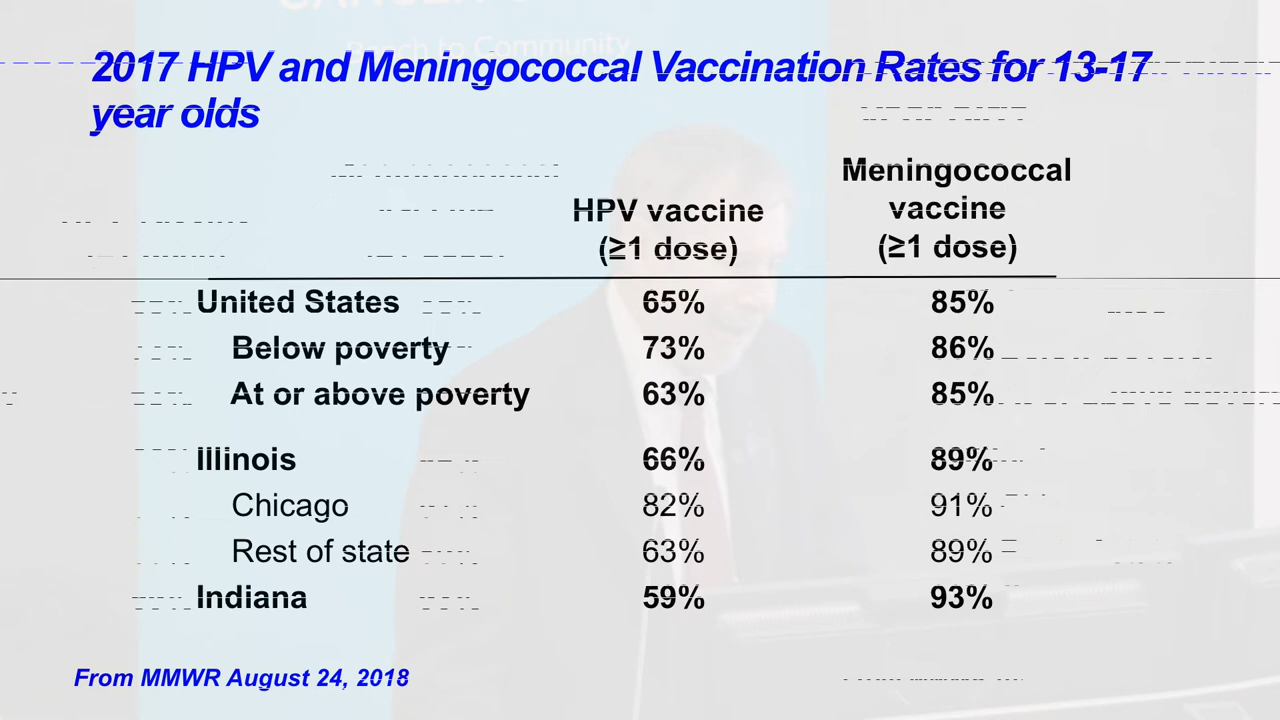 2017 HPV and Meningococcal Vaccination Rates for 13-17
year olds
HPV vaccine
(≥1 dose)
Meningococcal
vaccine
(≥1 dose)
United States 65% 85%
Below poverty 73% 86%
At or above poverty 63% 85%
Illinois 66% 89%
Chicago 82% 91%
Rest of state 63% 89%
Indiana 59% 93%
From MMWR August 24, 2018